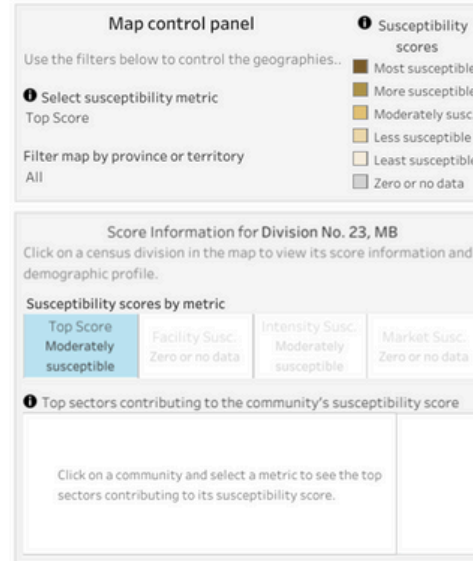 Map control panel
Use the filters below to control the geographies..
Select susceptibility metric
Top Score
Filter map by province or territory
All
Susceptibility
scores
Most susceptible
More susceptible
Moderately susc
Less susceptible
Least susceptible
Zero or no data
Score Information for Division No. 23, MB
Click on a census division in the map to view its score information and
demographic profile.
Susceptibility scores by metric
Top Score
Moderately
susceptible
Facility Susc.
Zero or no data
Intensity Susc.
Moderately
susceptible
Market Susc.
Zero or no data
Top sectors contributing to the community's susceptibility score
Click on a community and select a metric to see the top
sectors contributing to its susceptibility score.